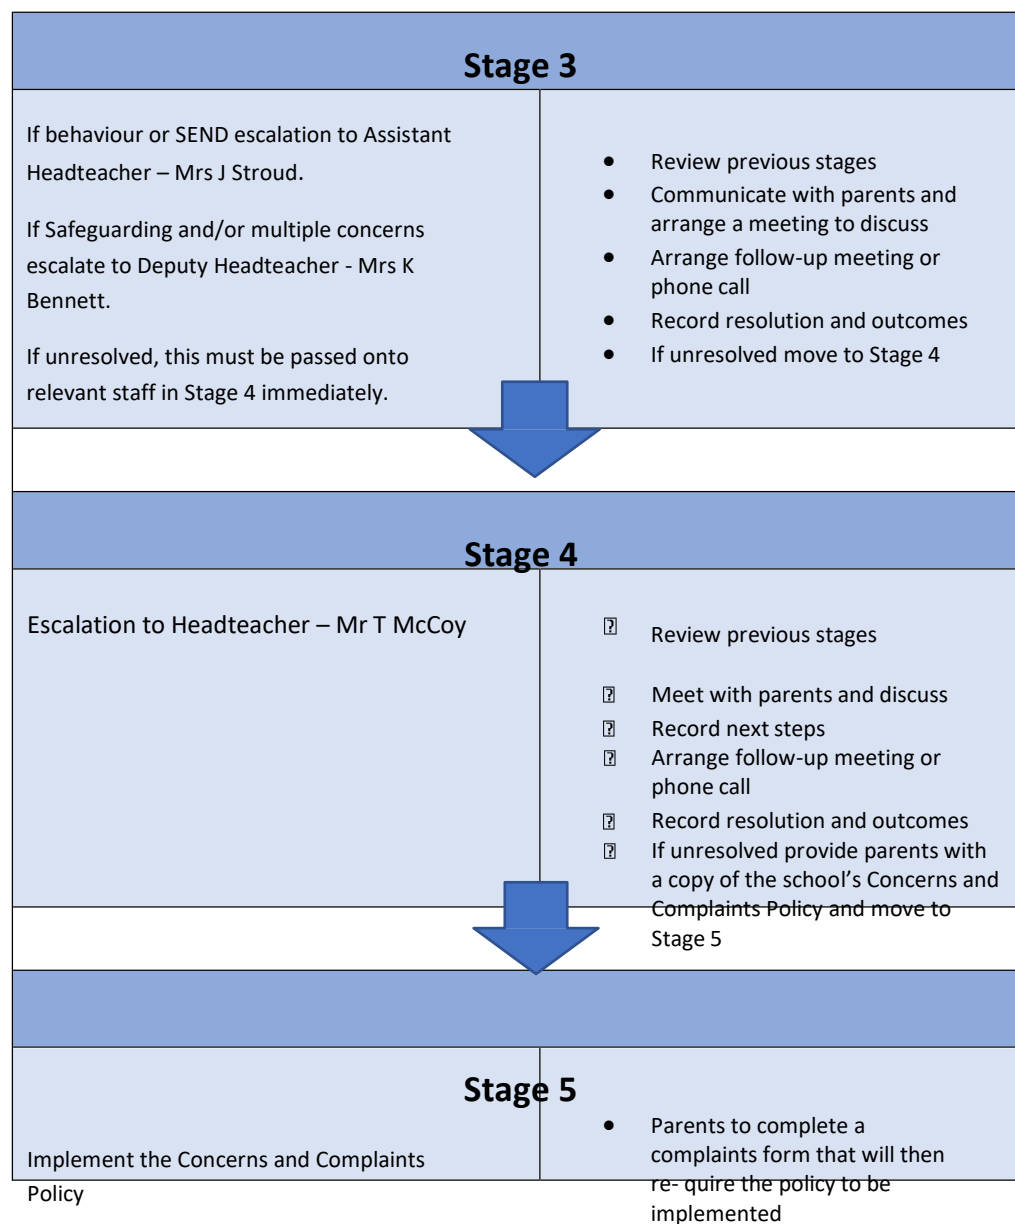 Stage 3
If behaviour or SEND escalation to Assistant
Headteacher – Mrs J Stroud.
If Safeguarding and/or multiple concerns
escalate to Deputy Headteacher - Mrs K
Bennett.
If unresolved, this must be passed onto
relevant staff in Stage 4 immediately.
• Review previous stages
• Communicate with parents and
arrange a meeting to discuss
• Arrange follow-up meeting or
phone call
• Record resolution and outcomes
• If unresolved move to Stage 4
Stage 4
Escalation to Headteacher – Mr T McCoy
Review previous stages
Meet with parents and discuss
Record next steps
Arrange follow-up meeting or
phone call
Record resolution and outcomes
If unresolved provide parents with
a copy of the school’s Concerns and
Complaints Policy and move to
Stage 5
Stage 5
Implement the Concerns and Complaints
Policy
• Parents to complete a
complaints form that will then
re- quire the policy to be
implemented